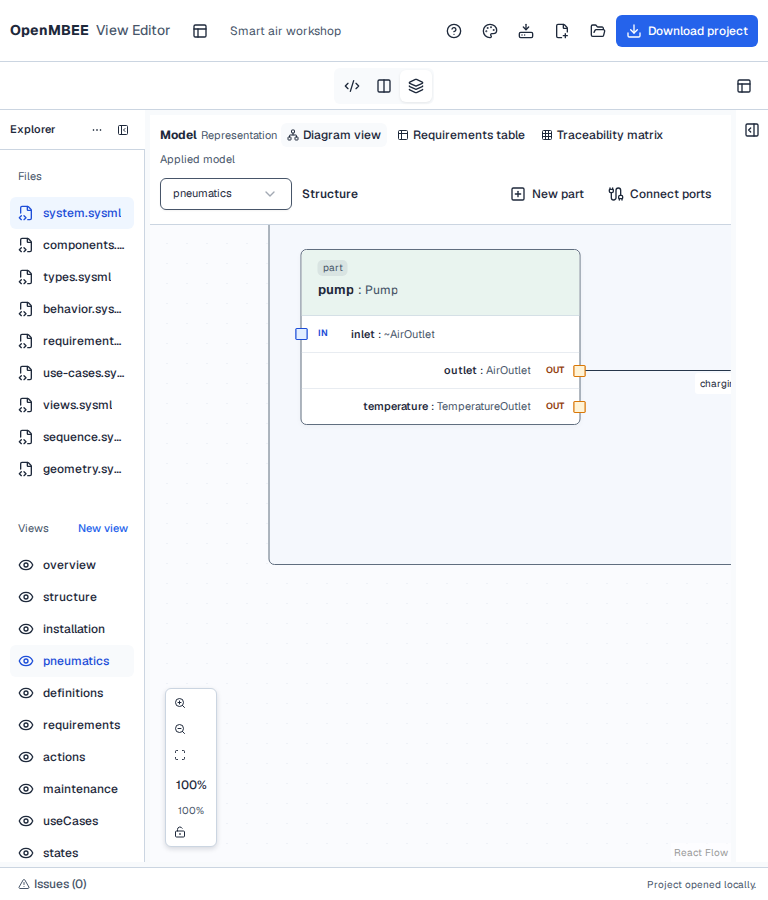 OpenMBEE View Editor
Smart air workshop
Download project
Explorer
Files
system.sysml
components....
types.sysml
behavior.sys...
requirement...
use-cases.sy...
views.sysml
sequence.sy...
geometry.sy...
Views
New view
overview
structure
installation
pneumatics
definitions
requirements
actions
maintenance
useCases
states
Model Representation Diagram view Requirements table Traceability matrix
Applied model
pneumatics
Structure
New part
Connect ports
part
pump : Pump
IN inlet : ~AirOutlet
outlet : AirOutlet OUT
temperature : TemperatureOutlet OUT
100%
100%
React Flow
Issues (0)
Project opened locally.